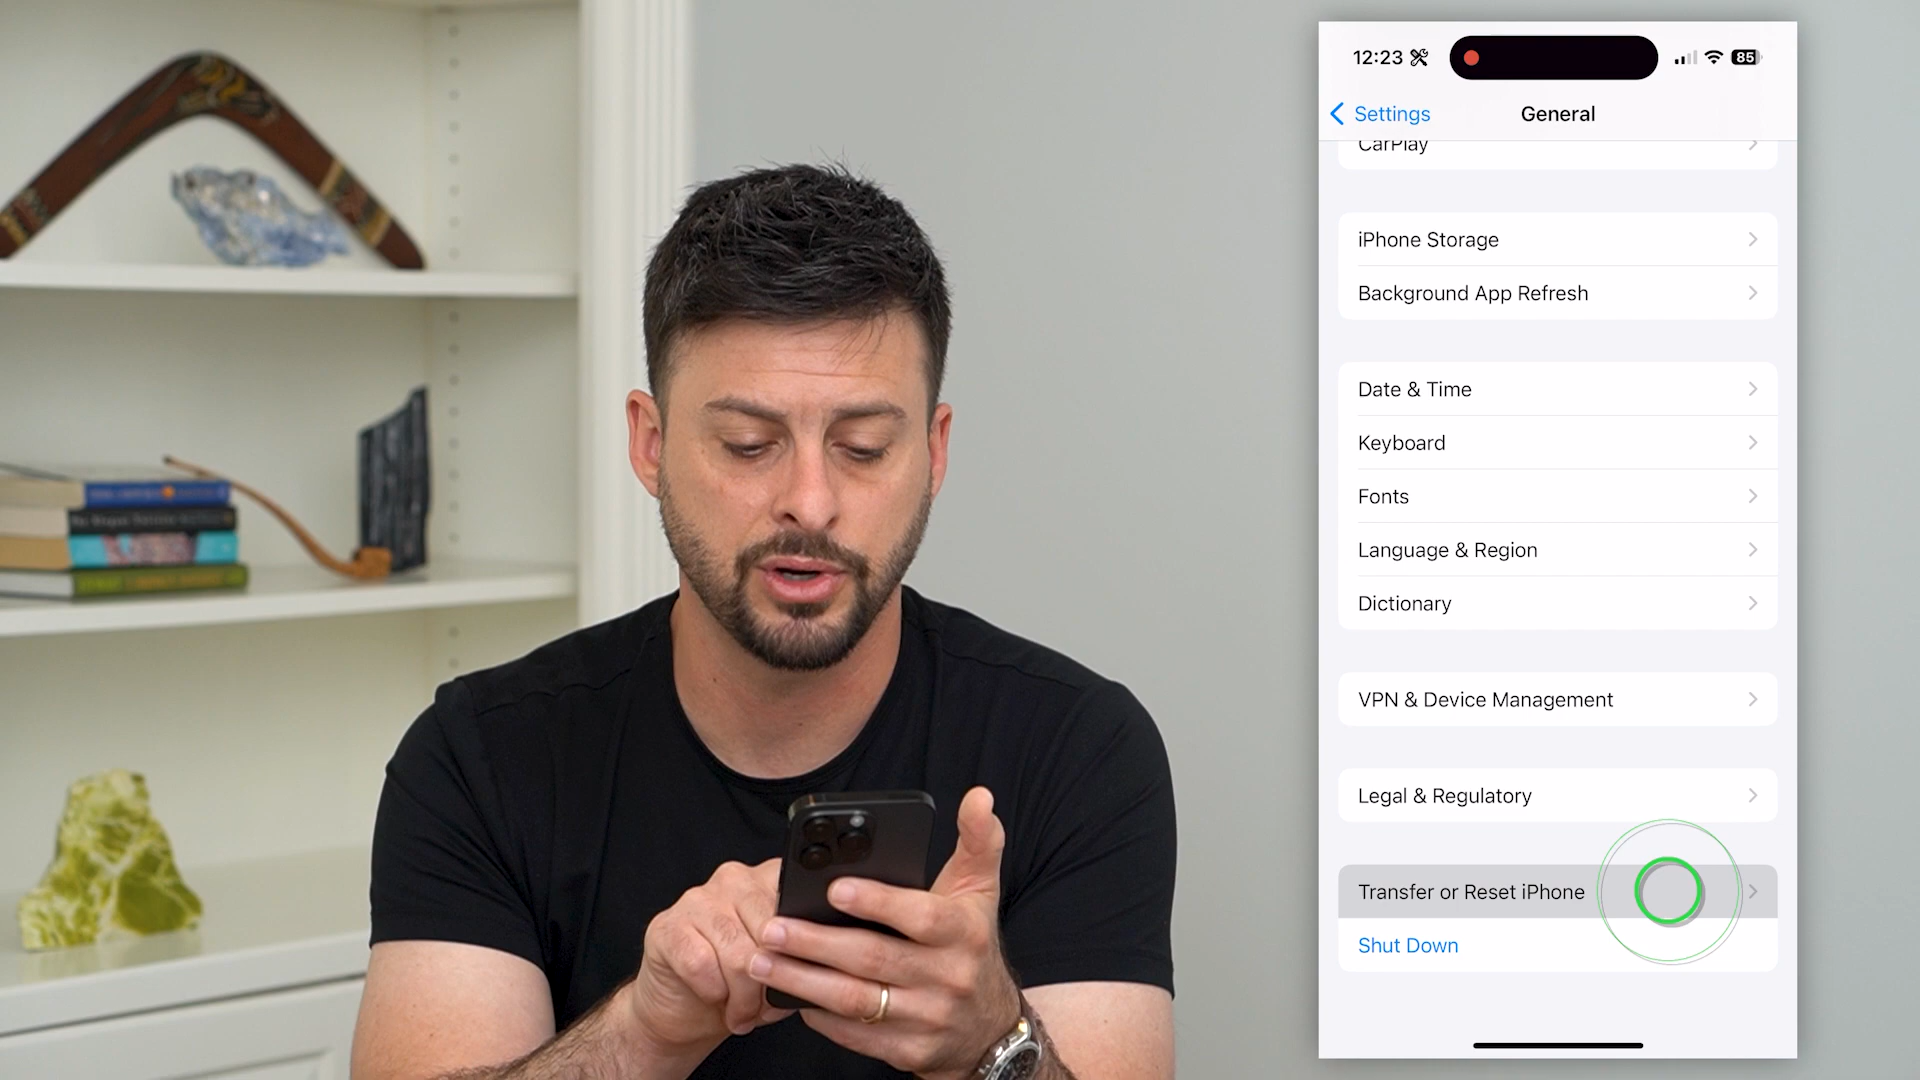 12:23
85
Settings
General
CarPlay
iPhone Storage
Background App Refresh
Date & Time
Keyboard
Fonts
Language & Region
Dictionary
VPN & Device Management
Legal & Regulatory
Transfer or Reset iPhone
Shut Down